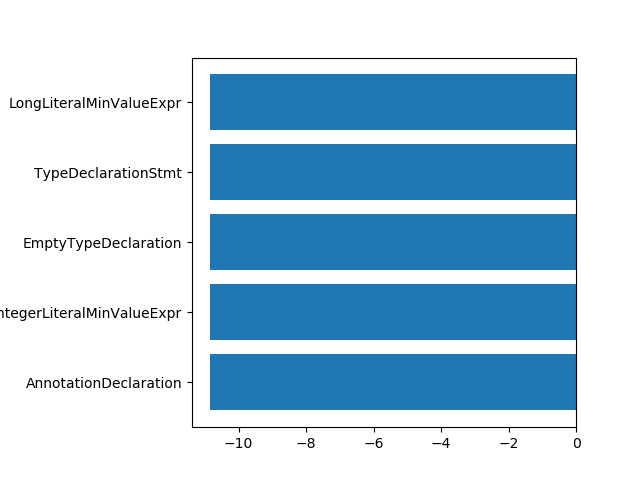 LongLiteralMinValueExpr
TypeDeclarationStmt
EmptyTypeDeclaration
ntegerLiteralMinValueExpr
AnnotationDeclaration
−10 −8 −6 −4 −2 0